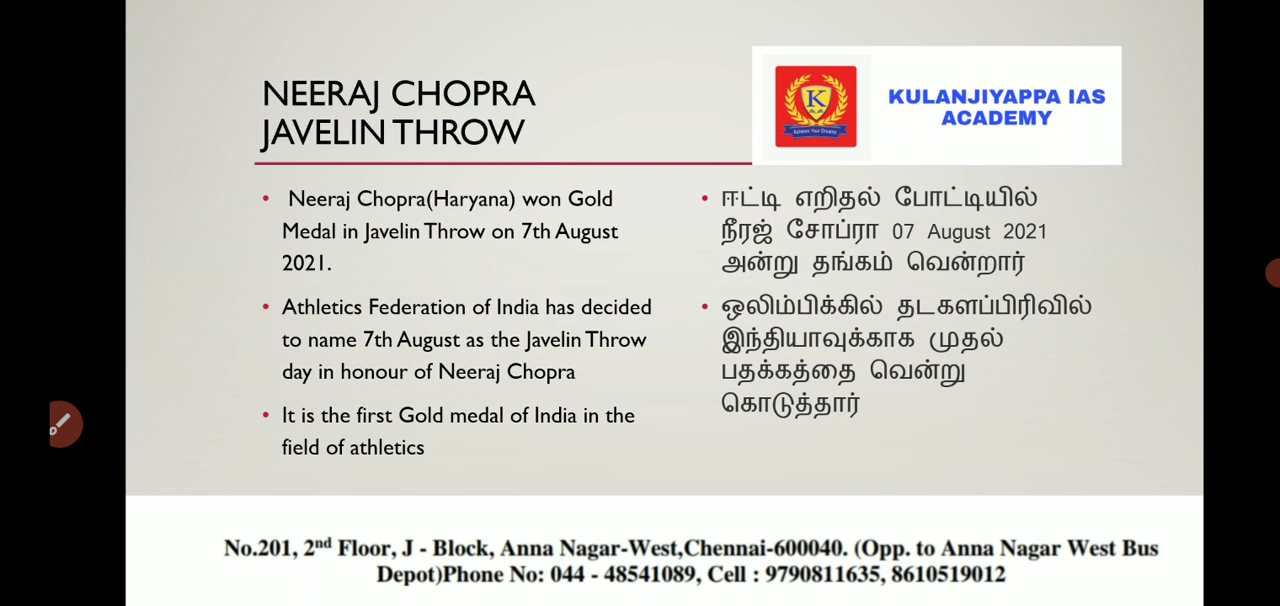 NEERAJ CHOPRA
JAVELIN THROW
K
Achieve Your Dreams
KULANJIYAPPA IAS
ACADEMY
• Neeraj Chopra(Haryana) won Gold
Medal in Javelin Throw on 7th August
2021.
• Athletics Federation of India has decided
to name 7th August as the Javelin Throw
day in honour of Neeraj Chopra
• It is the first Gold medal of India in the
field of athletics
• ஈட்டி எறிதல் போட்டியில்
நீரஜ் சோப்ரா 07 August 2021
அன்று தங்கம் வென்றார்
• ஒலிம்பிக்கில் தடகளப்பிரிவில்
இந்தியாவுக்காக முதல்
பதக்கத்தை வென்று
கொடுத்தார்
No.201, 2nd Floor, J - Block, Anna Nagar-West,Chennai-600040. (Opp. to Anna Nagar West Bus
Depot)Phone No: 044 - 48541089, Cell : 9790811635, 8610519012